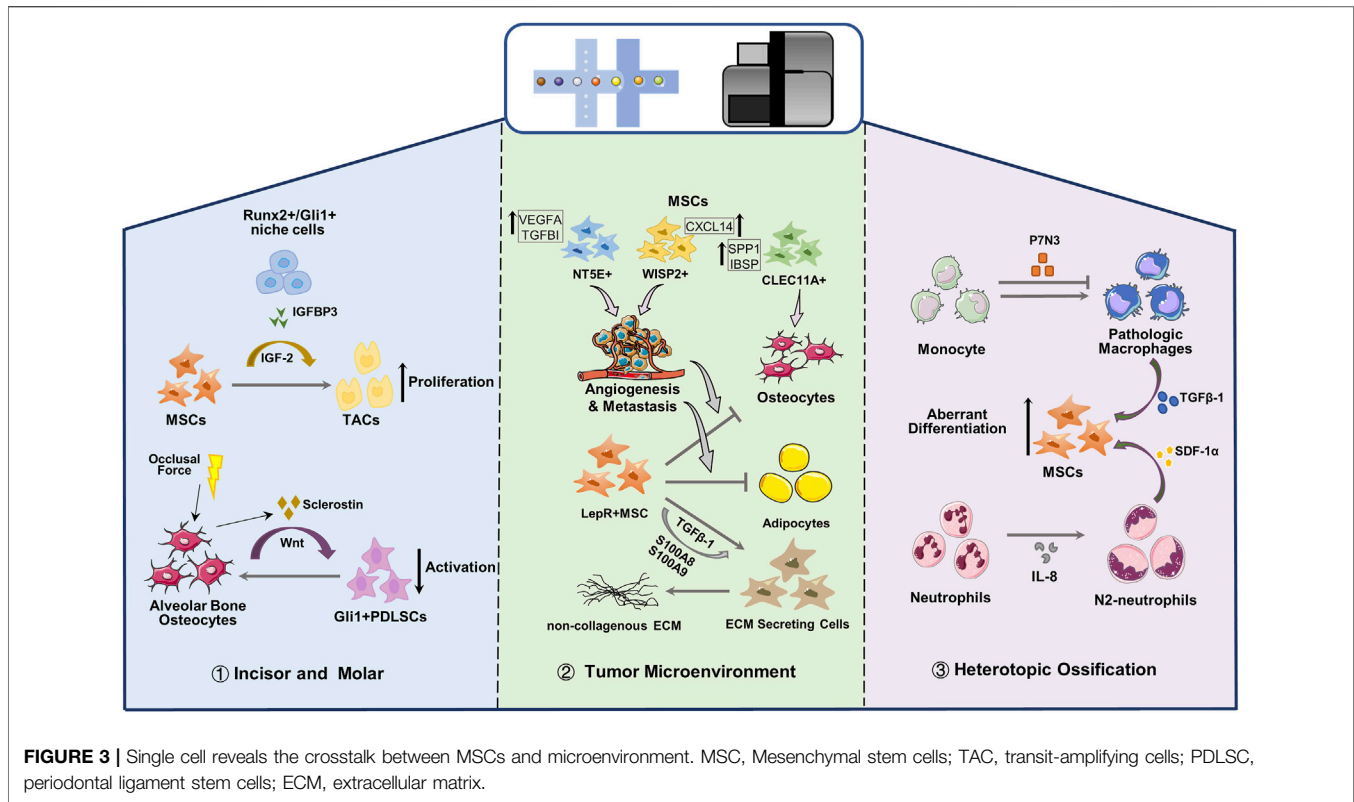 Runx2+/Gli1+
niche cells
IGFBP3
IGF-2
MSCs
TACs
Proliferation
Occlusal
Force
Sclerostin
Wnt
Activation
Alveolar Bone
Osteocytes
Gli1+PDLSCs
① Incisor and Molar
MSCs
VEGFA
TGFBI
CXCL14
SPP1
IBSP
NT5E+
WISP2+
CLEC11A+
Angiogenesis
& Metastasis
Osteocytes
LepR+MSC
Adipocytes
TGFβ-1
S100A8
S100A9
non-collagenous ECM
ECM Secreting Cells
② Tumor Microenvironment
P7N3
Monocyte
Pathologic
Macrophages
TGFβ-1
Aberrant
Differentiation
MSCs
SDF-1α
Neutrophils
IL-8
N2-neutrophils
③ Heterotopic Ossification
FIGURE 3 | Single cell reveals the crosstalk between MSCs and microenvironment. MSC, Mesenchymal stem cells; TAC, transit-amplifying cells; PDLSC,
periodontal ligament stem cells; ECM, extracellular matrix.